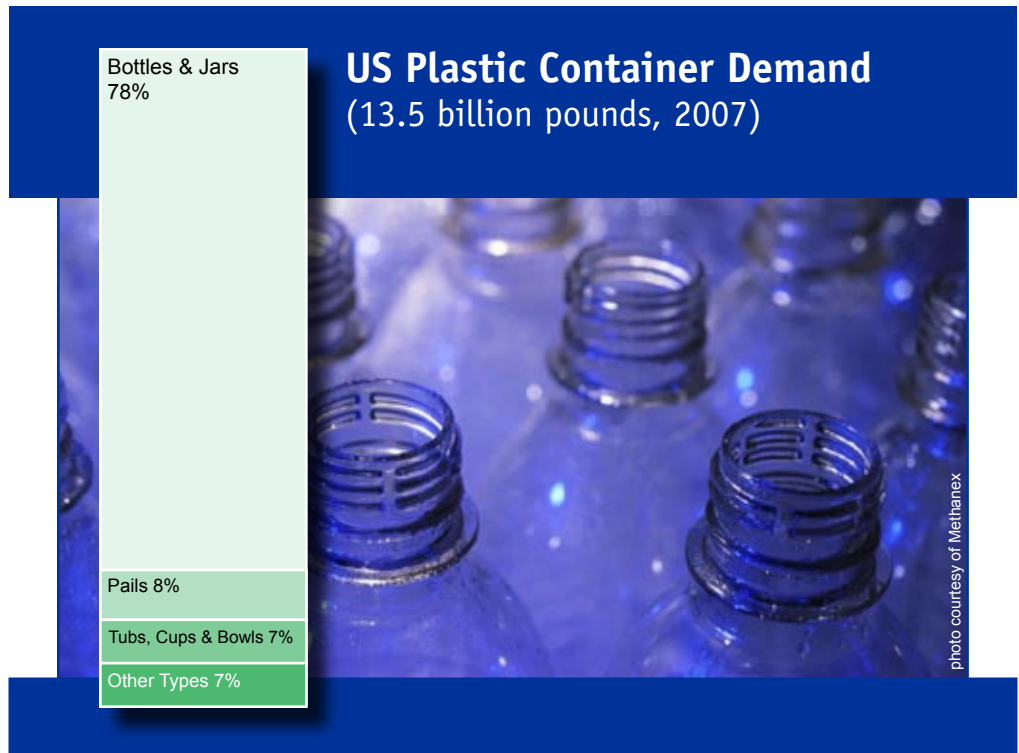 US Plastic Container Demand
(13.5 billion pounds, 2007)
Bottles & Jars
78%
Pails 8%
Tubs, Cups & Bowls 7%
Other Types 7%
photo courtesy of Methanex